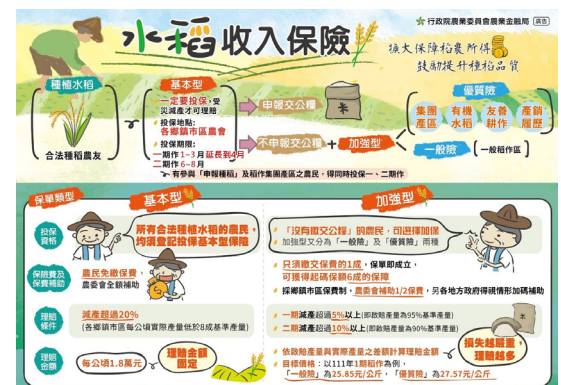 水稻收入保險
行政院農業委員會農業金融局 廣告
擴大保障稻農所得
鼓勵提升種稻品質
種植水稻
合法種稻農友
基本型
一定要投保,受
災減產才可理賠
投保地點:
各鄉鎮市區農會
投保期限:
一期作1~3月延長到4月
二期作6~8月
申報交公糧
不申報交公糧
+
加強型
優質險
集團
產區
有機
水稻
友善
耕作
產銷
履歷
一般險
一般稻作區
有參與「申報種稻」及稻作集團產區之農民,得同時投保一、二期作
保單類型
基本型
加強型
投保
資格
所有合法種植水稻的農民,
均須登記投保基本型保險
「沒有繳交公糧」的農民,可選擇加保
加強型又分為「一般險」及「優質險」兩種
保險費及
保費補助
農民免繳保費,
農委會全額補助
只須繳交保費的1成,保單即成立,
可獲得起碼保額6成的保障
採鄉鎮市區保費制,農委會補助1/2保費,另各地方政府得視情形加碼補助
理賠
條件
減產超過20%
(各鄉鎮市區每公頃實際產量低於8成基準產量)
一期減產超過5%以上(即啟賠產量為95%基準產量)
二期減產超過10%以上(即啟賠產量為90%基準產量)
理賠
金額
每公頃1.8萬元
理賠金額
固定
依啟賠產量與實際產量之差額計算理賠金額
目標價格:以111年1期稻作為例,
「一般險」為25.85元/公斤,「優質險」為27.57元/公斤
損失越嚴重,
理賠越多